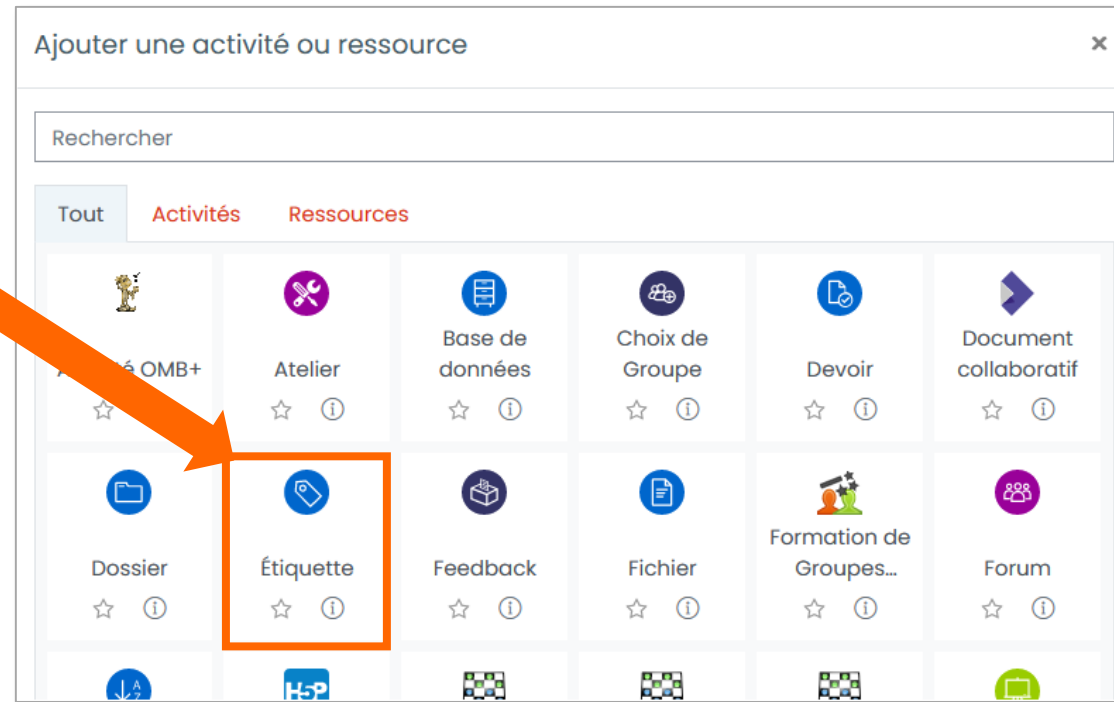 Ajouter une activité ou ressource ×
Rechercher
Tout Activités Ressources
OMB+ Atelier Base de données Choix de Groupe Devoir Document collaboratif
Dossier Étiquette Feedback Fichier Formation de Groupes... Forum
A Z H5P